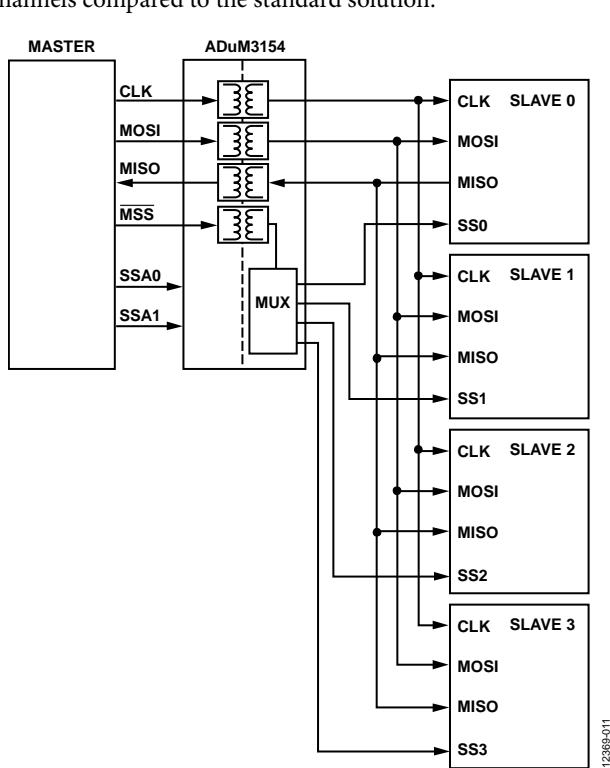 hannels compared to the standard solution.
MASTER
ADuM3154
CLK
MOSI
MISO
MSS
SSA0
SSA1
MUX
CLK SLAVE 0
MOSI
MISO
SS0
CLK SLAVE 1
MOSI
MISO
SS1
CLK SLAVE 2
MOSI
MISO
SS2
CLK SLAVE 3
MOSI
MISO
SS3
12369-011